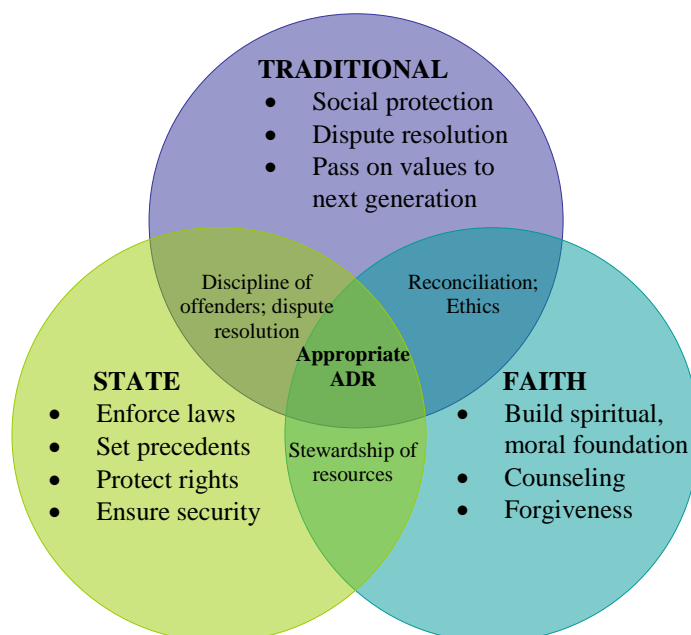 TRADITIONAL
• Social protection
• Dispute resolution
• Pass on values to
next generation
Discipline of
offenders; dispute
resolution
Reconciliation;
Ethics
Appropriate
ADR
STATE
• Enforce laws
• Set precedents
• Protect rights
• Ensure security
Stewardship of
resources
FAITH
• Build spiritual,
moral foundation
• Counseling
• Forgiveness